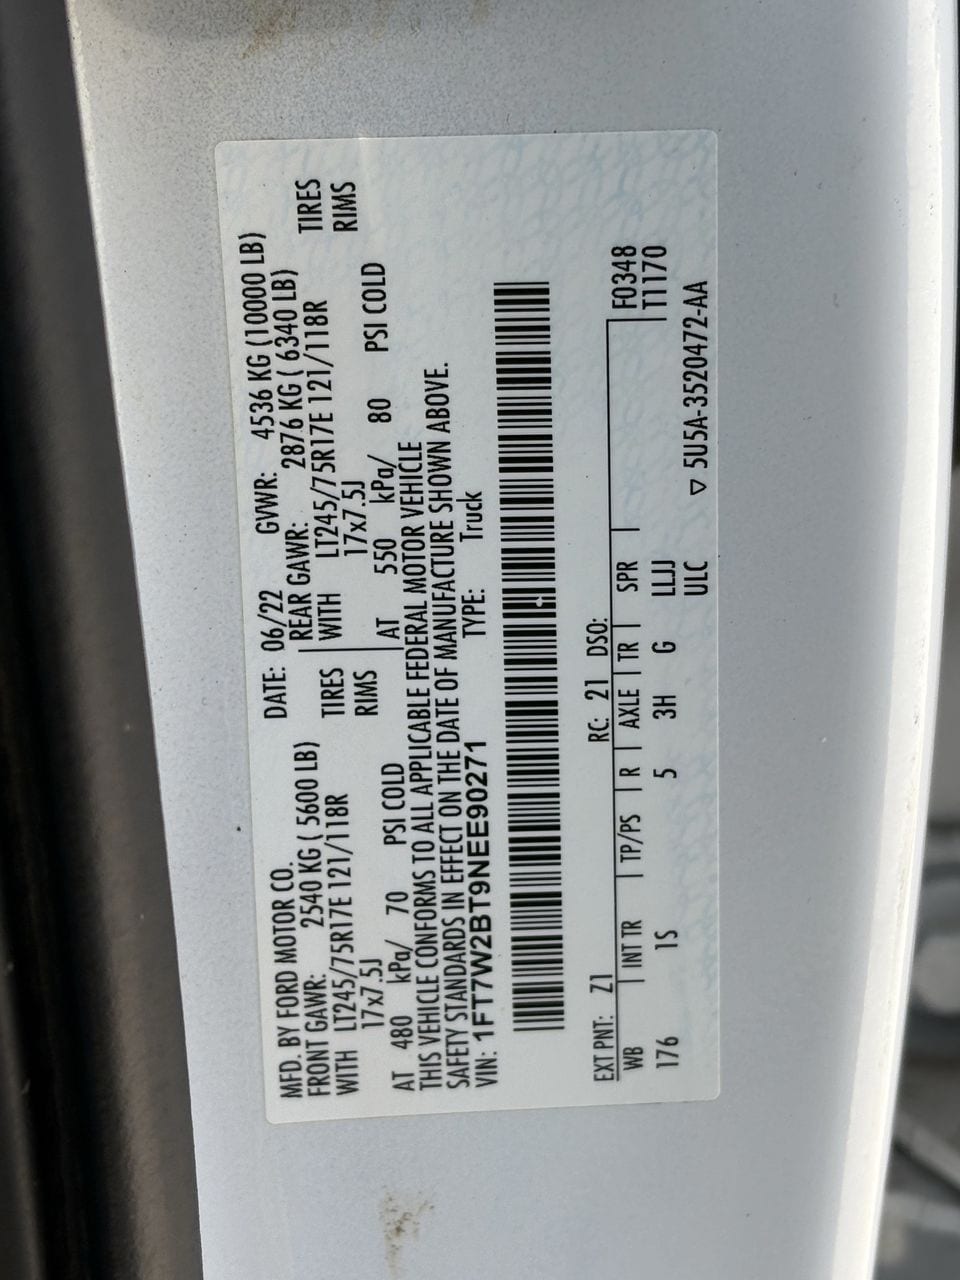 MFD. BY FORD MOTOR CO.
DATE: 06/22 GVWR: 4536 KG (10000 LB)
FRONT GAWR: 2540 KG ( 5600 LB) REAR GAWR: 2876 KG ( 6340 LB)
WITH LT245/75R17E 121/118R TIRES WITH LT245/75R17E 121/118R TIRES
17x7.5J RIMS 17x7.5J RIMS
AT 480 kPa/ 70 PSI COLD AT 550 kPa/ 80 PSI COLD
THIS VEHICLE CONFORMS TO ALL APPLICABLE FEDERAL MOTOR VEHICLE
SAFETY STANDARDS IN EFFECT ON THE DATE OF MANUFACTURE SHOWN ABOVE.
VIN: 1FT7W2BT9NEE90271 TYPE: Truck
EXT PNT: Z1 RC: 21 DSO:
WB INT TR TP/PS R AXLE TR SPR F0348
176 1S 5 3H G LLJJ T1170
ULC ▽ 5U5A-3520472-AA